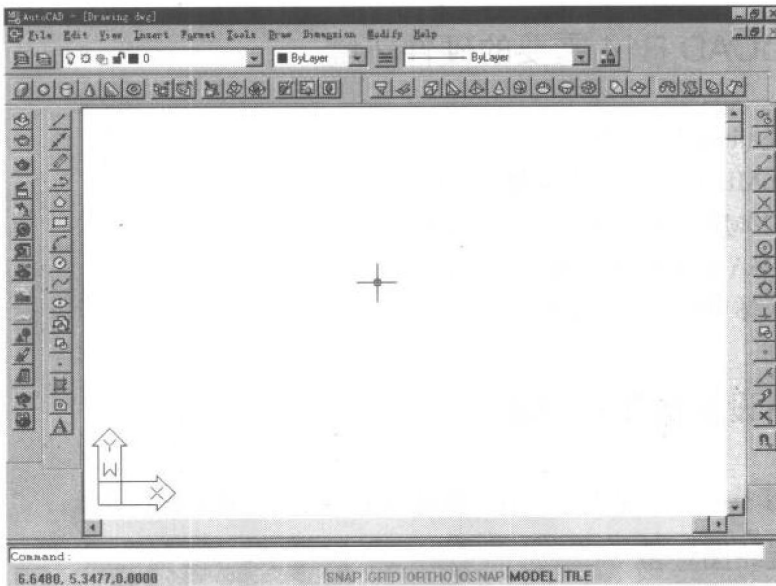 AutoCAD - [Drawing.dwg]
File Edit View Insert Format Tools Draw Dimension Modify Help
0 ByLayer ByLayer
A
Y
W
X
Command:
6.6480, 5.3477,0.0000 SNAP GRID ORTHO OSNAP MODEL TILE